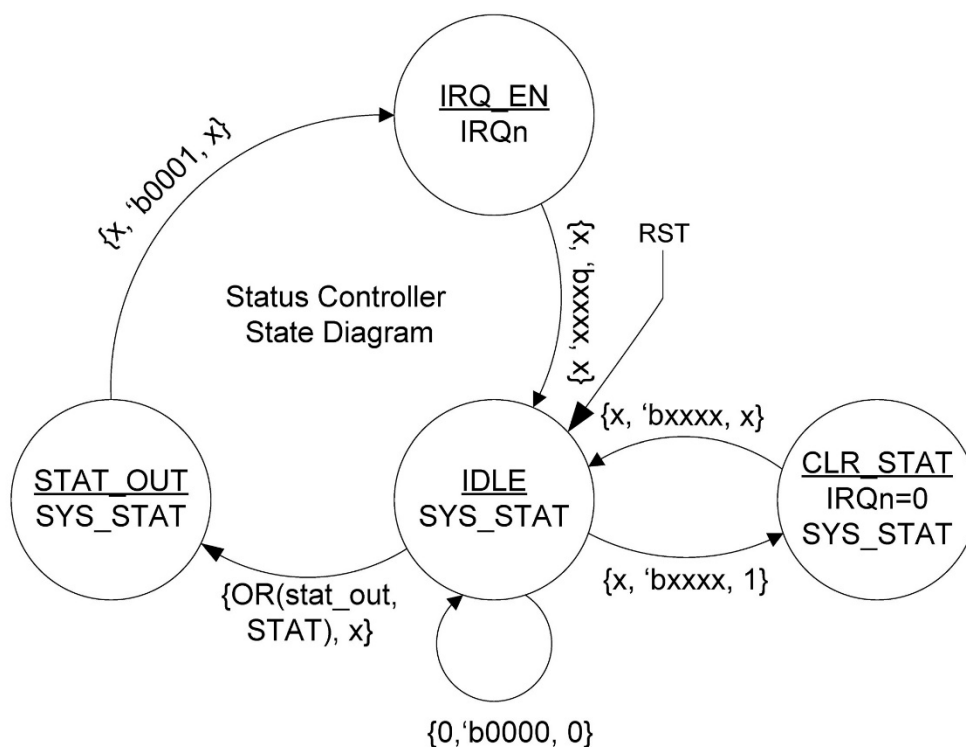 IRQ_EN
IRQn
{x, ‘b0001, x}
{x, ‘bxxxx, x}
RST
Status Controller
State Diagram
{x, ‘bxxxx, x}
STAT_OUT
SYS_STAT
IDLE
SYS_STAT
CLR_STAT
IRQn=0
SYS_STAT
{OR(stat_out,
STAT), x}
{x, ‘bxxxx, 1}
{0,‘b0000, 0}